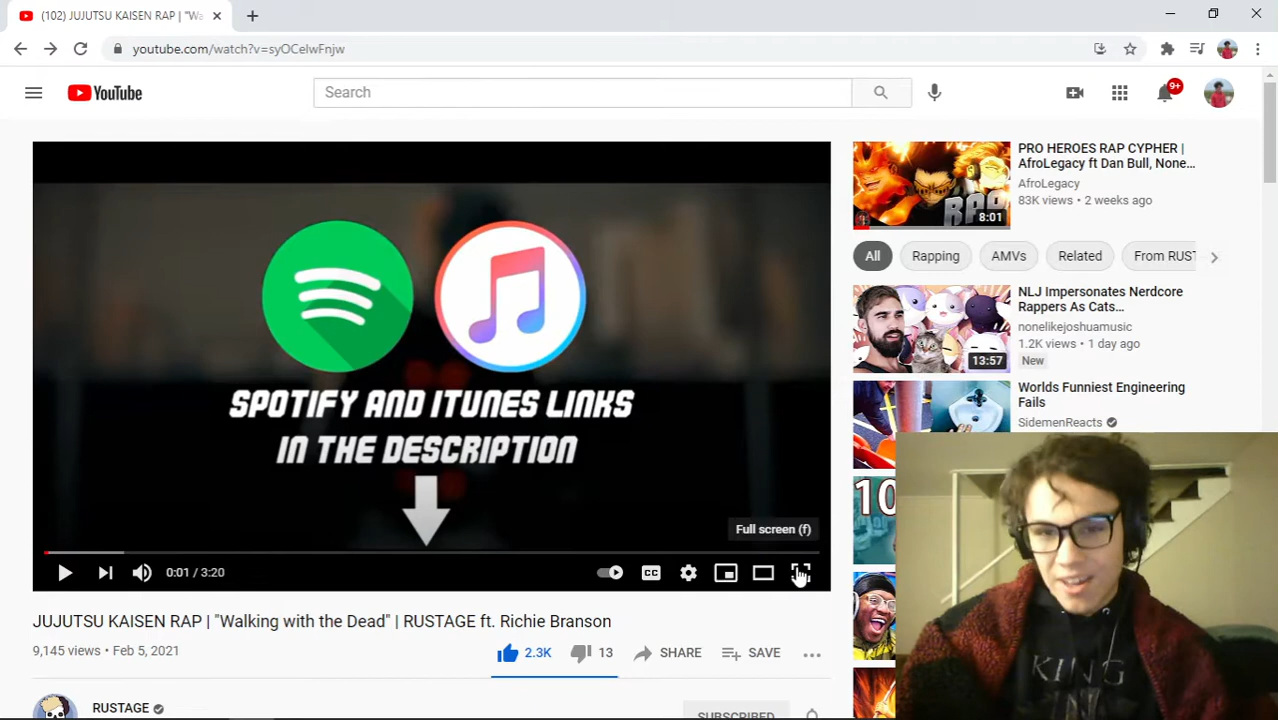 (102) JUJUTSU KAISEN RAP | "Wa
youtube.com/watch?v=syOCelwFnjw
YouTube
Search
9+
SPOTIFY AND ITUNES LINKS
IN THE DESCRIPTION
Full screen (f)
0:01 / 3:20
CC
JUJUTSU KAISEN RAP | "Walking with the Dead" | RUSTAGE ft. Richie Branson
9,145 views • Feb 5, 2021
2.3K
13
SHARE
SAVE
RUSTAGE
SUBSCRIBED
RAP
8:01
PRO HEROES RAP CYPHER |
AfroLegacy ft Dan Bull, None...
AfroLegacy
83K views • 2 weeks ago
All
Rapping
AMVs
Related
From RUST
13:57
NLJ Impersonates Nerdcore
Rappers As Cats...
nonelikejoshuamusic
1.2K views • 1 day ago
New
Worlds Funniest Engineering
Fails
SidemenReacts
10
KING